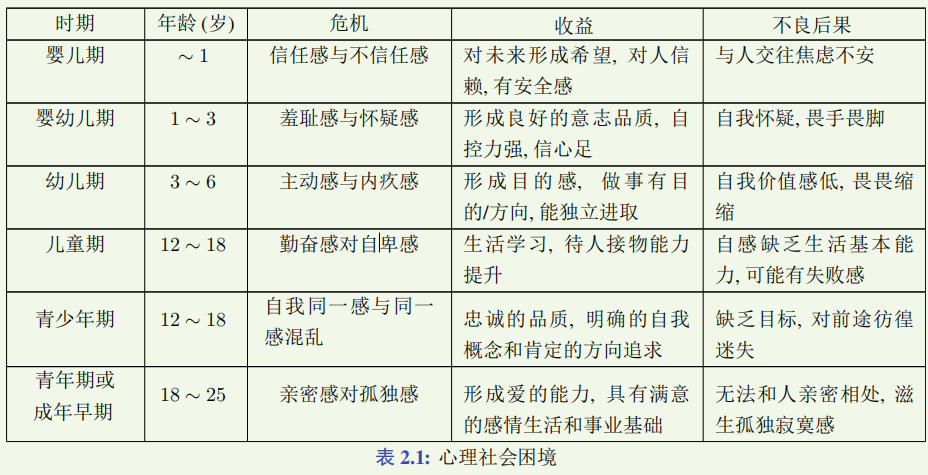 时期 年龄 (岁) 危机 收益 不良后果
婴儿期 ∼ 1 信任感与不信任感 对未来形成希望, 对人信赖, 有安全感 与人交往焦虑不安
婴幼儿期 1 ∼ 3 羞耻感与怀疑感 形成良好的意志品质, 自控力强, 信心足 自我怀疑, 畏手畏脚
幼儿期 3 ∼ 6 主动感与内疚感 形成目的感, 做事有目的/方向, 能独立进取 自我价值感低, 畏畏缩缩
儿童期 12 ∼ 18 勤奋感对自卑感 生活学习, 待人接物能力提升 自感缺乏生活基本能力, 可能有失败感
青少年期 12 ∼ 18 自我同一感与同一感混乱 忠诚的品质, 明确的自我概念和肯定的方向追求 缺乏目标, 对前途彷徨迷失
青年期或成年早期 18 ∼ 25 亲密感对孤独感 形成爱的能力, 具有满意的感情生活和事业基础 无法和人亲密相处, 滋生孤独寂寞感
表 2.1: 心理社会困境